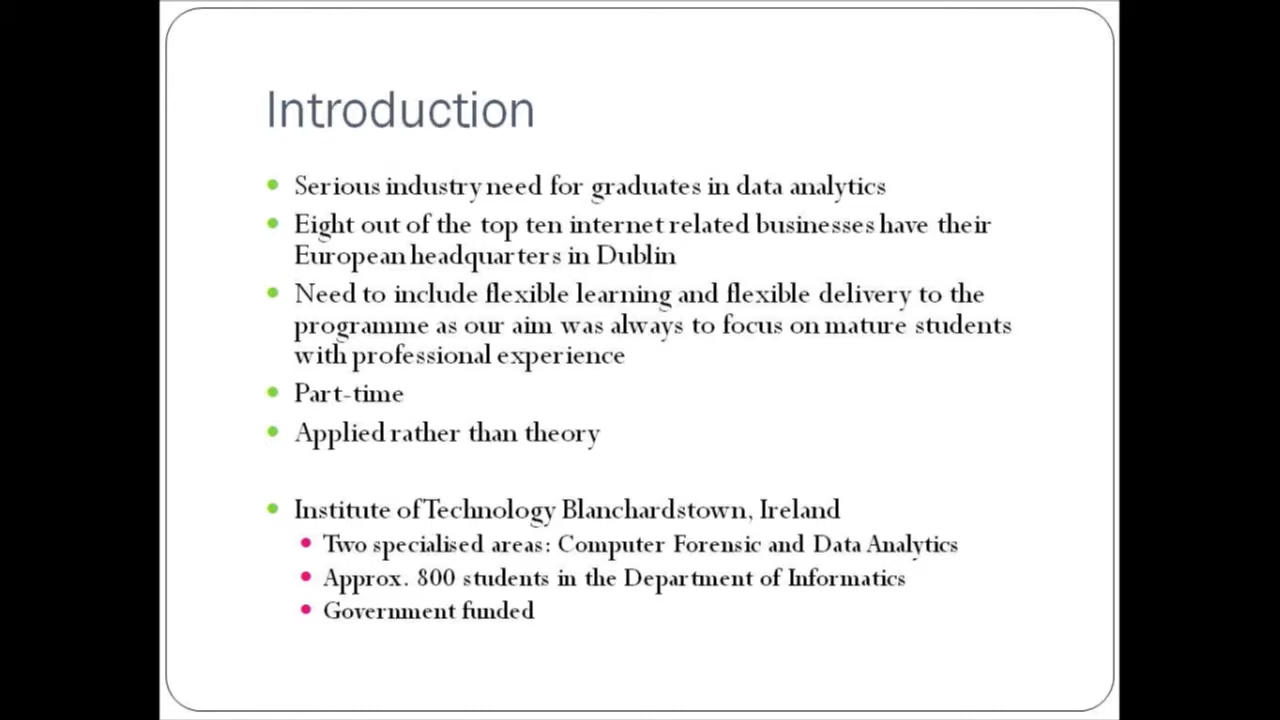 Introduction
Serious industry need for graduates in data analytics
Eight out of the top ten internet related businesses have their
European headquarters in Dublin
Need to include flexible learning and flexible delivery to the
programme as our aim was always to focus on mature students
with professional experience
Part-time
Applied rather than theory
Institute of Technology Blanchardstown, Ireland
Two specialised areas: Computer Forensic and Data Analytics
Approx. 800 students in the Department of Informatics
Government funded